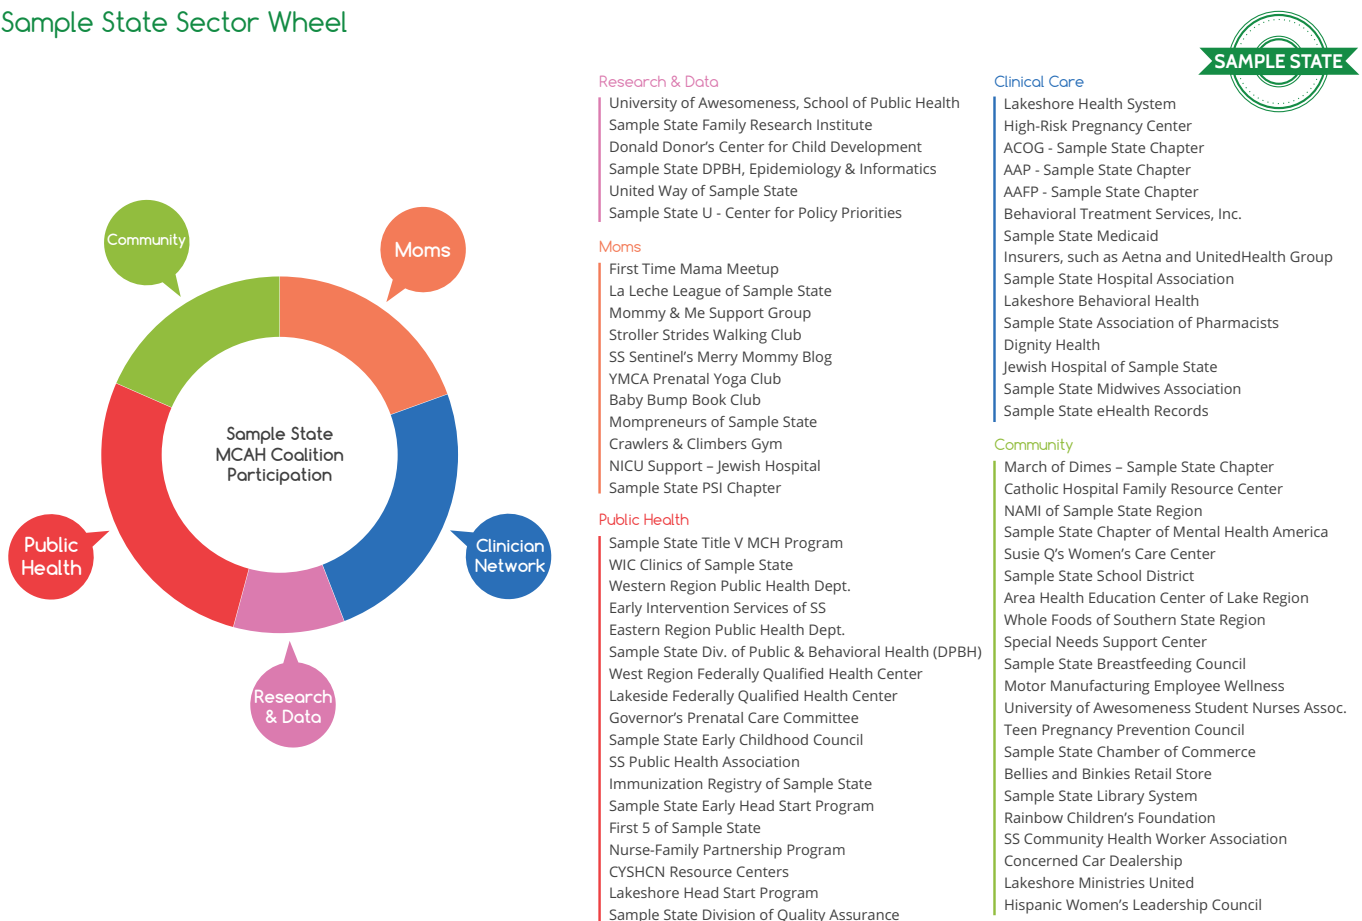 Sample State Sector Wheel
SAMPLE STATE
Community
Moms
Sample State
MCAH Coalition
Participation
Public
Health
Clinician
Network
Research
& Data
Research & Data
University of Awesomeness, School of Public Health
Sample State Family Research Institute
Donald Donor's Center for Child Development
Sample State DPBH, Epidemiology & Informatics
United Way of Sample State
Sample State U - Center for Policy Priorities
Moms
First Time Mama Meetup
La Leche League of Sample State
Mommy & Me Support Group
Stroller Strides Walking Club
SS Sentinel's Merry Mommy Blog
YMCA Prenatal Yoga Club
Baby Bump Book Club
Mompreneurs of Sample State
Crawlers & Climbers Gym
NICU Support – Jewish Hospital
Sample State PSI Chapter
Public Health
Sample State Title V MCH Program
WIC Clinics of Sample State
Western Region Public Health Dept.
Early Intervention Services of SS
Eastern Region Public Health Dept.
Sample State Div. of Public & Behavioral Health (DPBH)
West Region Federally Qualified Health Center
Lakeside Federally Qualified Health Center
Governor's Prenatal Care Committee
Sample State Early Childhood Council
SS Public Health Association
Immunization Registry of Sample State
Sample State Early Head Start Program
First 5 of Sample State
Nurse-Family Partnership Program
CYSHCN Resource Centers
Lakeshore Head Start Program
Sample State Division of Quality Assurance
Clinical Care
Lakeshore Health System
High-Risk Pregnancy Center
ACOG - Sample State Chapter
AAP - Sample State Chapter
AAFP - Sample State Chapter
Behavioral Treatment Services, Inc.
Sample State Medicaid
Insurers, such as Aetna and UnitedHealth Group
Sample State Hospital Association
Lakeshore Behavioral Health
Sample State Association of Pharmacists
Dignity Health
Jewish Hospital of Sample State
Sample State Midwives Association
Sample State eHealth Records
Community
March of Dimes – Sample State Chapter
Catholic Hospital Family Resource Center
NAMI of Sample State Region
Sample State Chapter of Mental Health America
Susie Q's Women's Care Center
Sample State School District
Area Health Education Center of Lake Region
Whole Foods of Southern State Region
Special Needs Support Center
Sample State Breastfeeding Council
Motor Manufacturing Employee Wellness
University of Awesomeness Student Nurses Assoc.
Teen Pregnancy Prevention Council
Sample State Chamber of Commerce
Bellies and Binkies Retail Store
Sample State Library System
Rainbow Children's Foundation
SS Community Health Worker Association
Concerned Car Dealership
Lakeshore Ministries United
Hispanic Women's Leadership Council